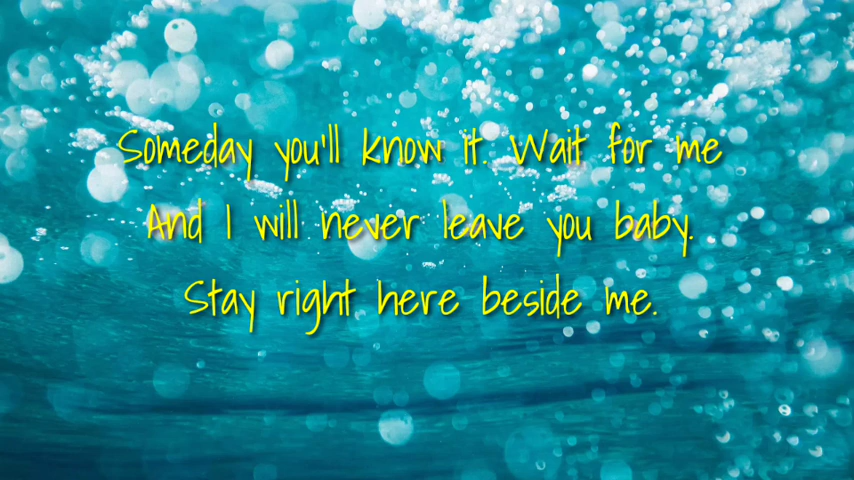 Someday you'll know it. Wait for me
And I will never leave you baby.
Stay right here beside me.